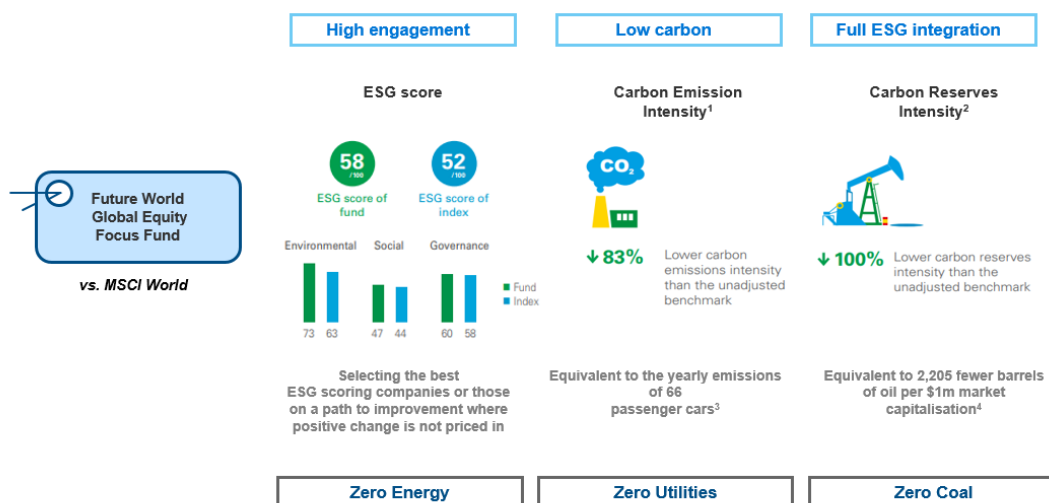 High engagement
Low carbon
Full ESG integration
ESG score
Carbon Emission
Intensity¹
Carbon Reserves
Intensity²
58
/100
ESG score of
fund
52
/100
ESG score of
index
CO₂
Future World
Global Equity
Focus Fund
vs. MSCI World
Environmental
Social
Governance
Fund
Index
73
63
47
44
60
58
83%
Lower carbon
emissions intensity
than the unadjusted
benchmark
100%
Lower carbon reserves
intensity than the
unadjusted benchmark
Selecting the best
ESG scoring companies or those
on a path to improvement where
positive change is not priced in
Equivalent to the yearly emissions
of 66
passenger cars³
Equivalent to 2,205 fewer barrels
of oil per $1m market
capitalisation⁴
Zero Energy
Zero Utilities
Zero Coal